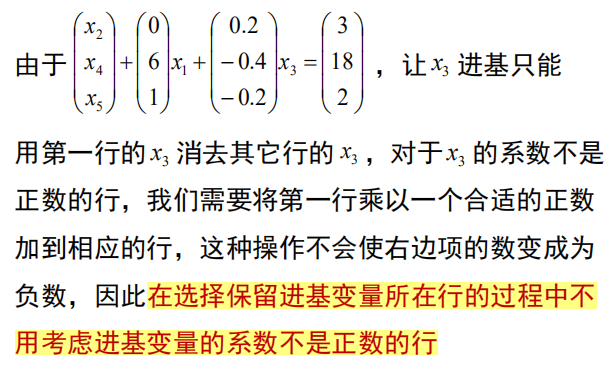 由于 \begin{pmatrix} x_2 \\ x_4 \\ x_5 \end{pmatrix} + \begin{pmatrix} 0 \\ 6 \\ 1 \end{pmatrix} x_1 + \begin{pmatrix} 0.2 \\ -0.4 \\ -0.2 \end{pmatrix} x_3 = \begin{pmatrix} 3 \\ 18 \\ 2 \end{pmatrix} ，让 x_3 进基只能
用第一行的 x_3 消去其它行的 x_3 ，对于 x_3 的系数不是
正数的行，我们需要将第一行乘以一个合适的正数
加到相应的行，这种操作不会使右边项的数变成为
负数，因此在选择保留进基变量所在行的过程中不
用考虑进基变量的系数不是正数的行